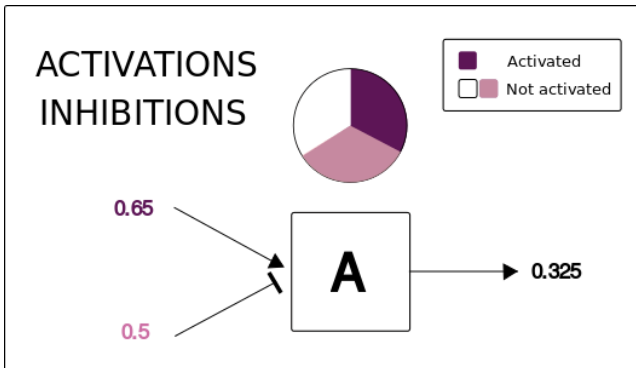 ACTIVATIONS
INHIBITIONS
Activated
Not activated
0.65
A
0.325
0.5